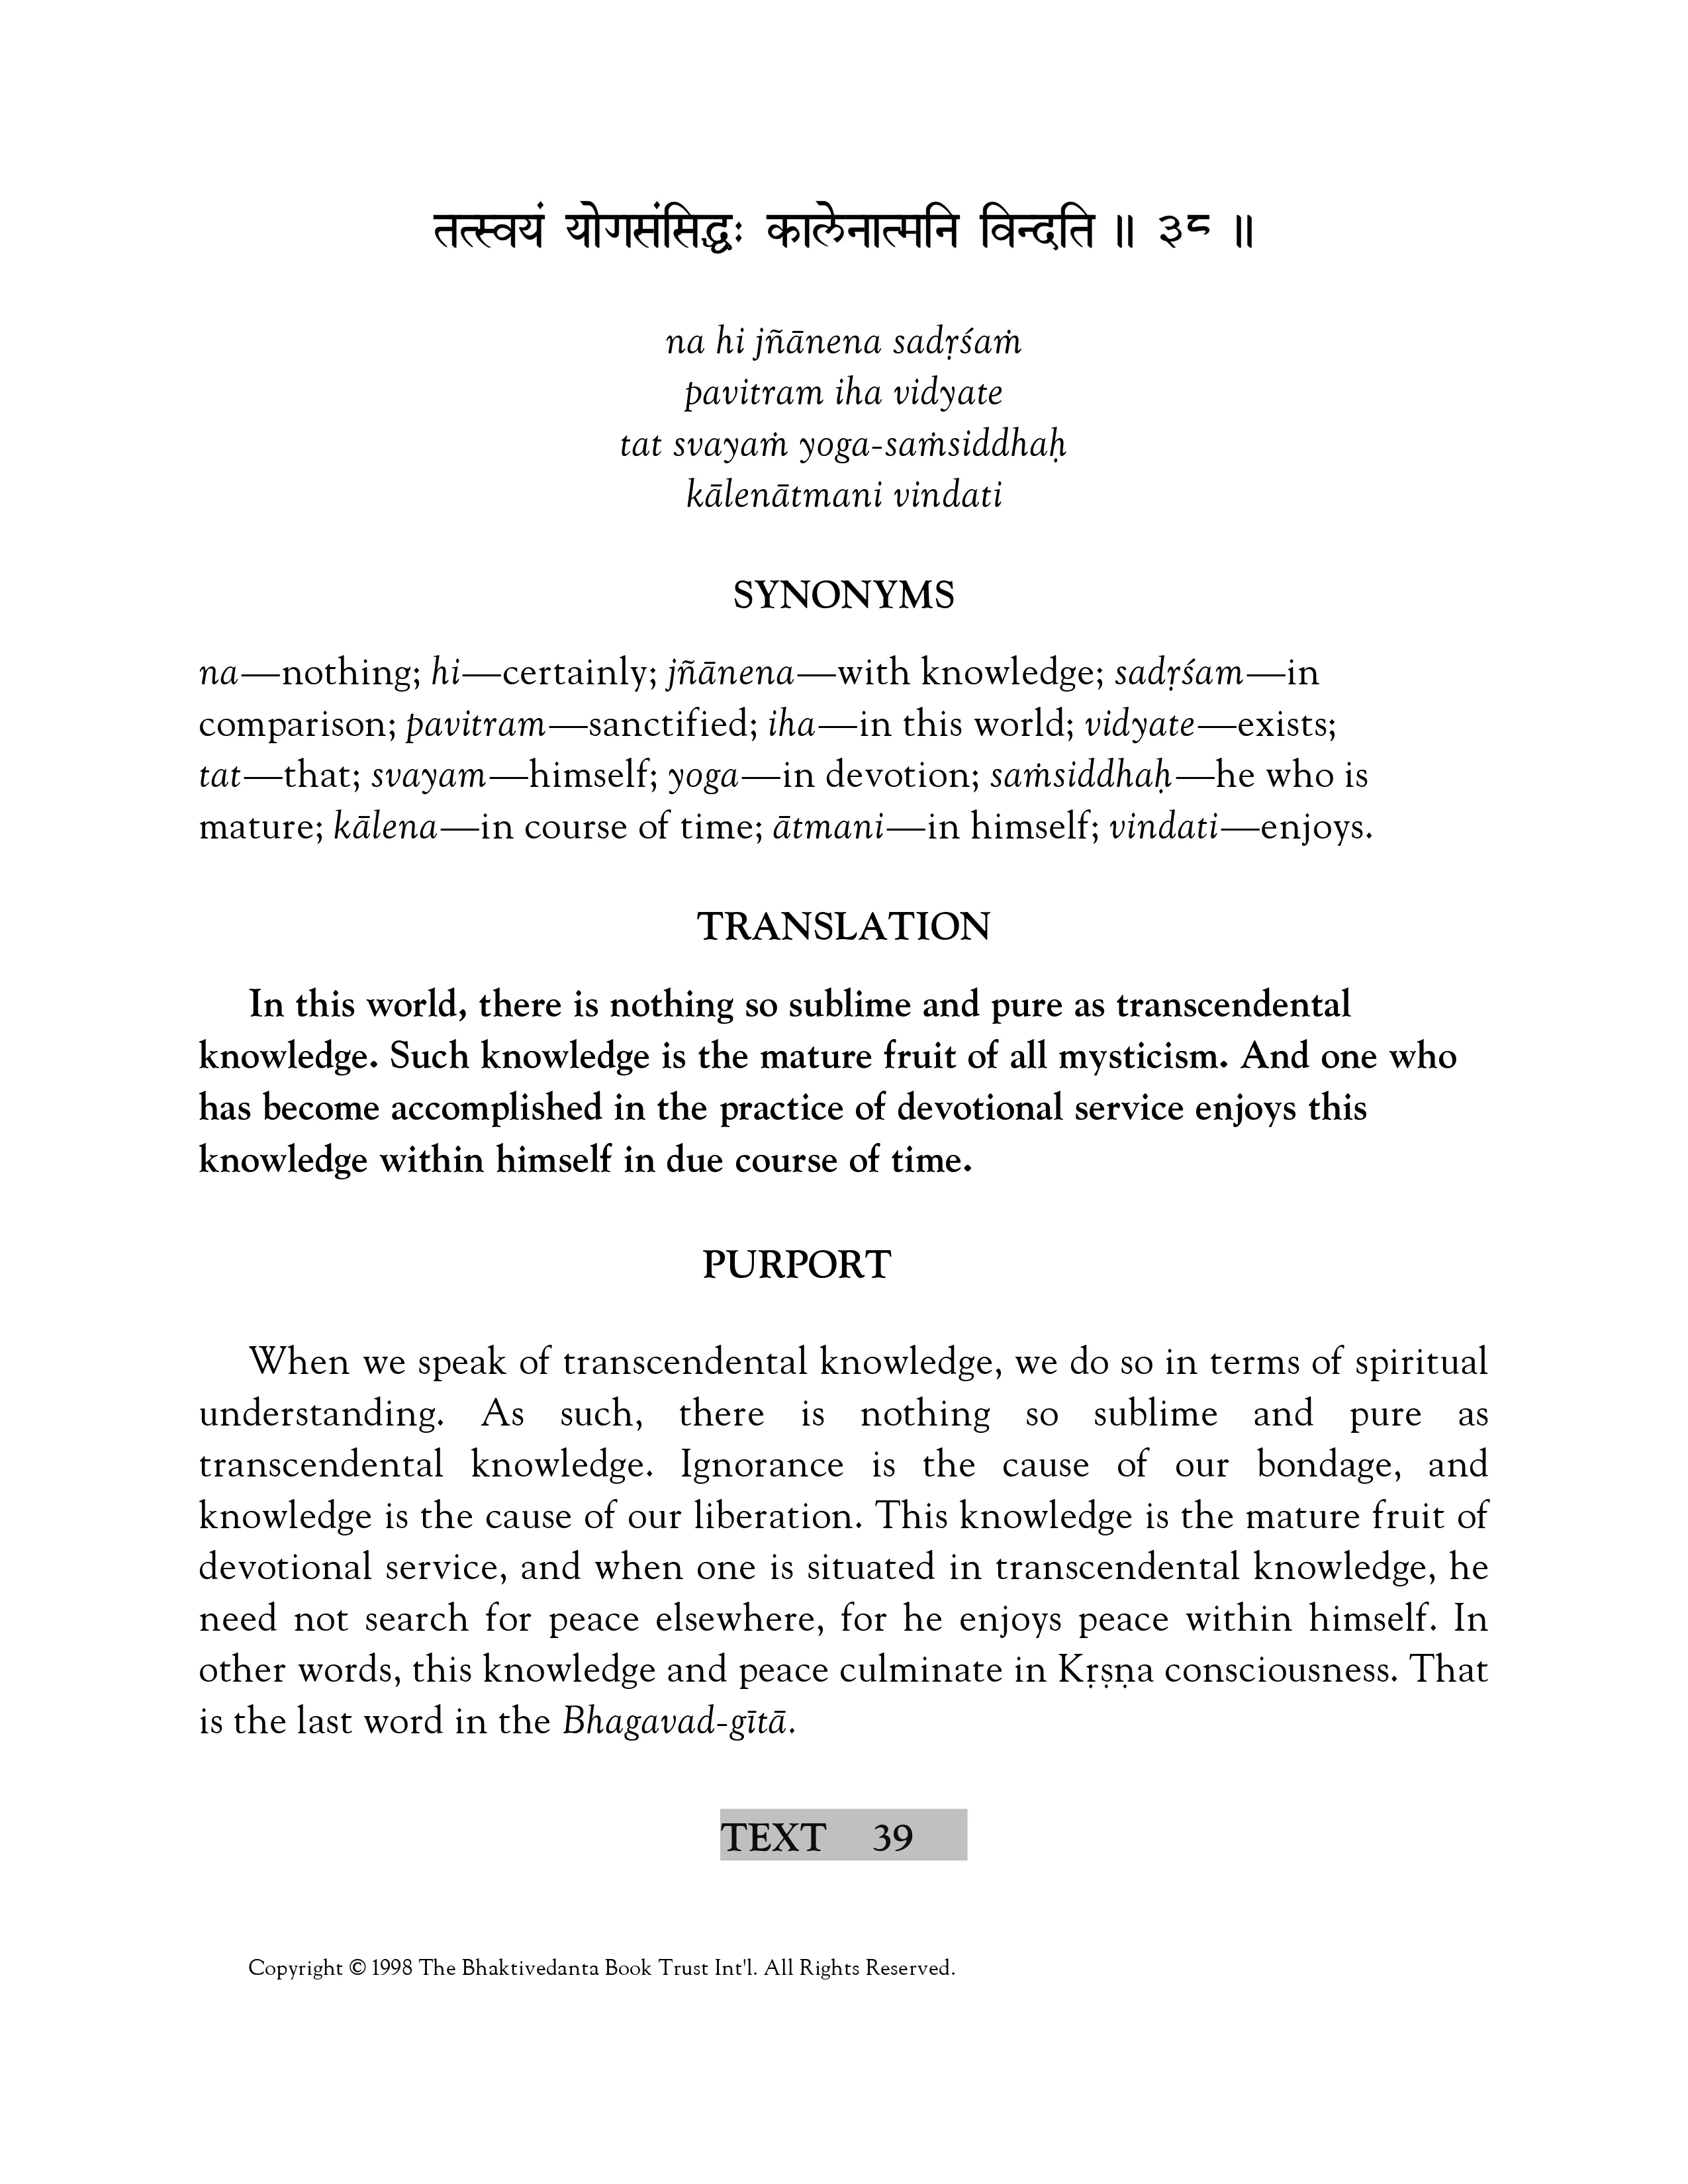 तत्स्वयं योगसंसिद्धः कालेनात्मनि विन्दति ॥ ३८ ॥
na hi jñānena sadṛśaṁ
pavitram iha vidyate
tat svayaṁ yoga-saṁsiddhaḥ
kālenātmani vindati
SYNONYMS
na—nothing; hi—certainly; jñānena—with knowledge; sadṛśam—in
comparison; pavitram—sanctified; iha—in this world; vidyate—exists;
tat—that; svayam—himself; yoga—in devotion; saṁsiddhaḥ—he who is
mature; kālena—in course of time; ātmani—in himself; vindati—enjoys.
TRANSLATION
In this world, there is nothing so sublime and pure as transcendental
knowledge. Such knowledge is the mature fruit of all mysticism. And one who
has become accomplished in the practice of devotional service enjoys this
knowledge within himself in due course of time.
PURPORT
When we speak of transcendental knowledge, we do so in terms of spiritual
understanding. As such, there is nothing so sublime and pure as
transcendental knowledge. Ignorance is the cause of our bondage, and
knowledge is the cause of our liberation. This knowledge is the mature fruit of
devotional service, and when one is situated in transcendental knowledge, he
need not search for peace elsewhere, for he enjoys peace within himself. In
other words, this knowledge and peace culminate in Kṛṣṇa consciousness. That
is the last word in the Bhagavad-gītā.
TEXT 39
Copyright © 1998 The Bhaktivedanta Book Trust Int'l. All Rights Reserved.